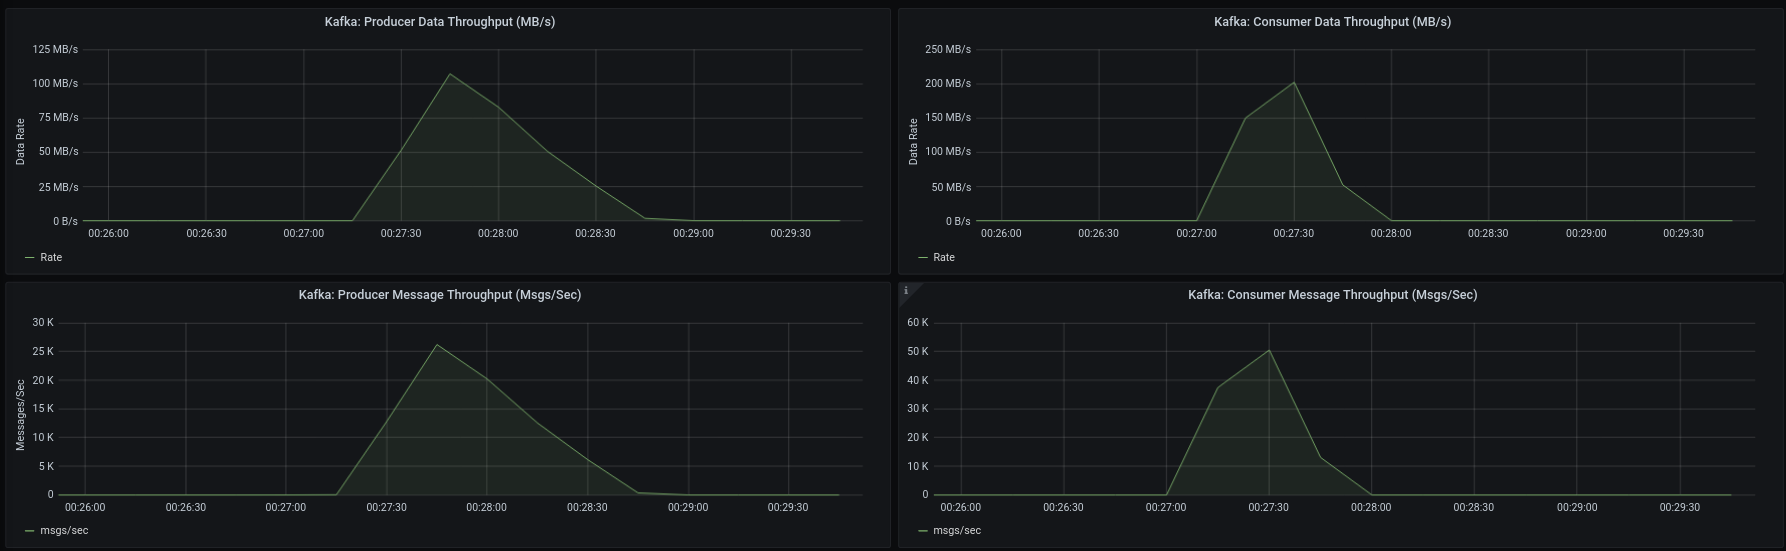 Kafka: Producer Data Throughput (MB/s)
125 MB/s
100 MB/s
75 MB/s
50 MB/s
25 MB/s
0 B/s
Data Rate
00:26:00 00:26:30 00:27:00 00:27:30 00:28:00 00:28:30 00:29:00 00:29:30
Rate
Kafka: Consumer Data Throughput (MB/s)
250 MB/s
200 MB/s
150 MB/s
100 MB/s
50 MB/s
0 B/s
Data Rate
00:26:00 00:26:30 00:27:00 00:27:30 00:28:00 00:28:30 00:29:00 00:29:30
Rate
Kafka: Producer Message Throughput (Msgs/Sec)
30 K
25 K
20 K
15 K
10 K
5 K
0
Messages/Sec
00:26:00 00:26:30 00:27:00 00:27:30 00:28:00 00:28:30 00:29:00 00:29:30
msgs/sec
i
Kafka: Consumer Message Throughput (Msgs/Sec)
60 K
50 K
40 K
30 K
20 K
10 K
0
00:26:00 00:26:30 00:27:00 00:27:30 00:28:00 00:28:30 00:29:00 00:29:30
msgs/sec